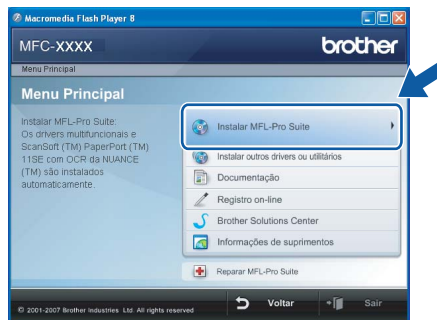 Macromedia Flash Player 8
MFC-XXXX
brother
Menu Principal
Menu Principal
Instalar MFL-Pro Suite:
Os drivers multifuncionais e
ScanSoft (TM) PaperPort (TM)
11SE com OCR da NUANCE
(TM) são instalados
automaticamente.
Instalar MFL-Pro Suite
Instalar outros drivers ou utilitários
Documentação
Registro on-line
Brother Solutions Center
Informações de suprimentos
Reparar MFL-Pro Suite
© 2001-2007 Brother Industries Ltd. All rights reserved
Voltar
Sair